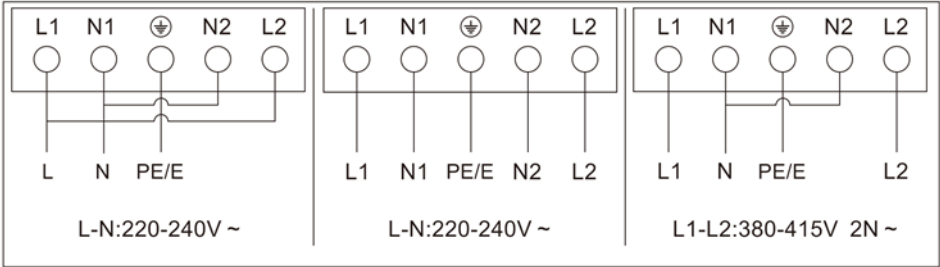 L1 N1 N2 L2
L N PE/E
L-N:220-240V ~
L1 N1 N2 L2
L1 N1 PE/E N2 L2
L-N:220-240V ~
L1 N1 N2 L2
L1 N PE/E L2
L1-L2:380-415V 2N ~